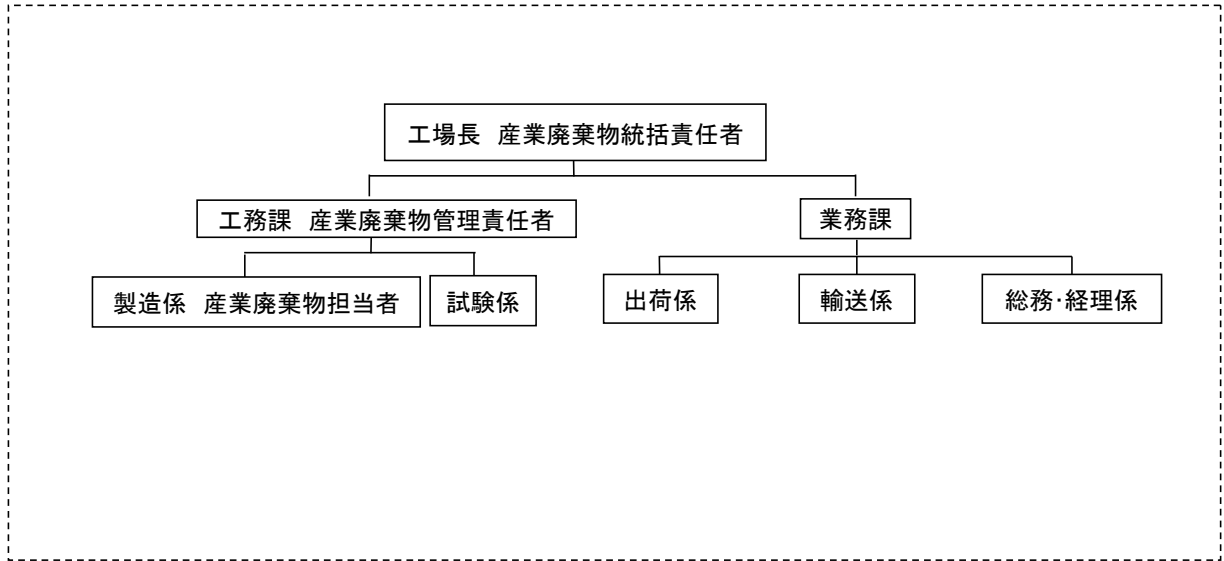 工場長 産業廃棄物統括責任者
工務課 産業廃棄物管理責任者
業務課
製造係 産業廃棄物担当者
試験係
出荷係
輸送係
総務・経理係